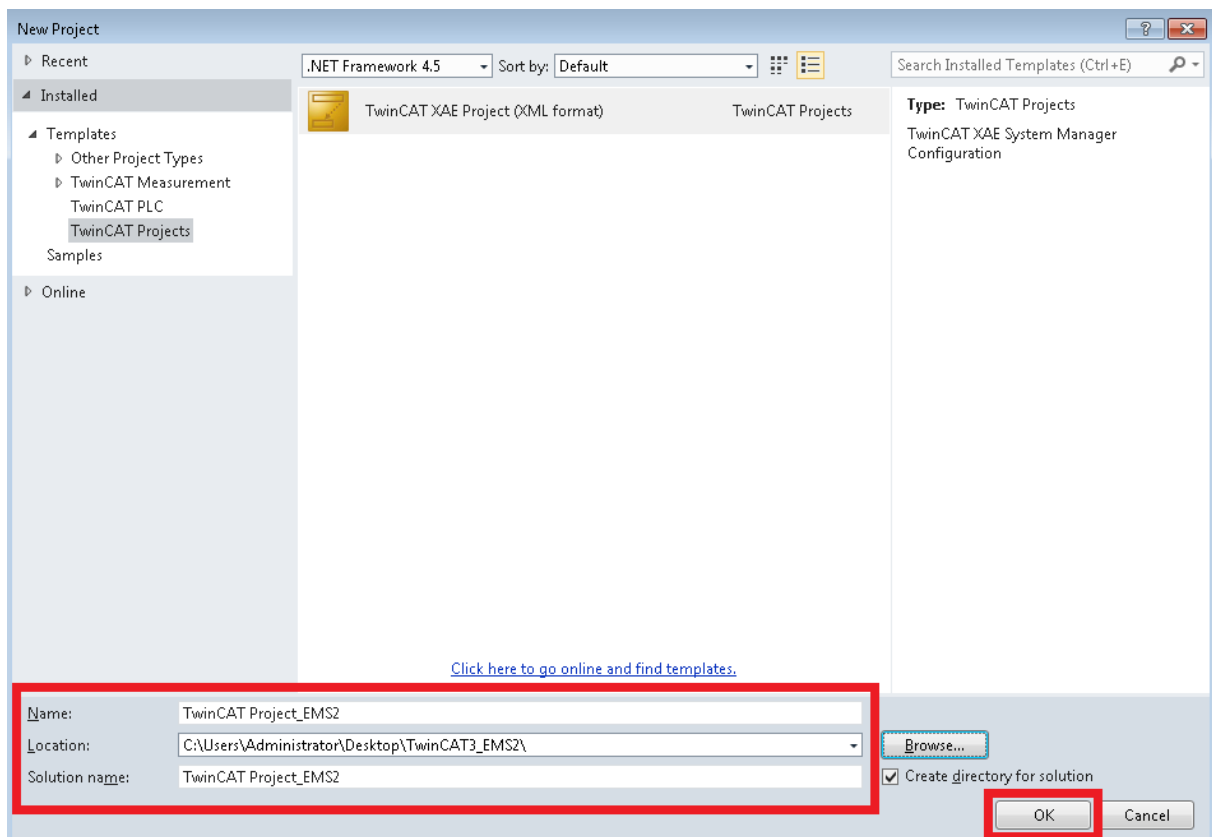 New Project
Recent
.NET Framework 4.5
Sort by: Default
Search Installed Templates (Ctrl+E)
Installed
Templates
Other Project Types
TwinCAT Measurement
TwinCAT PLC
TwinCAT Projects
Samples
Online
TwinCAT XAE Project (XML format) TwinCAT Projects
Type: TwinCAT Projects
TwinCAT XAE System Manager
Configuration
Click here to go online and find templates.
Name: TwinCAT Project_EMS2
Location: C:\Users\Administrator\Desktop\TwinCAT3_EMS2\
Browse...
Solution name: TwinCAT Project_EMS2
Create directory for solution
OK
Cancel